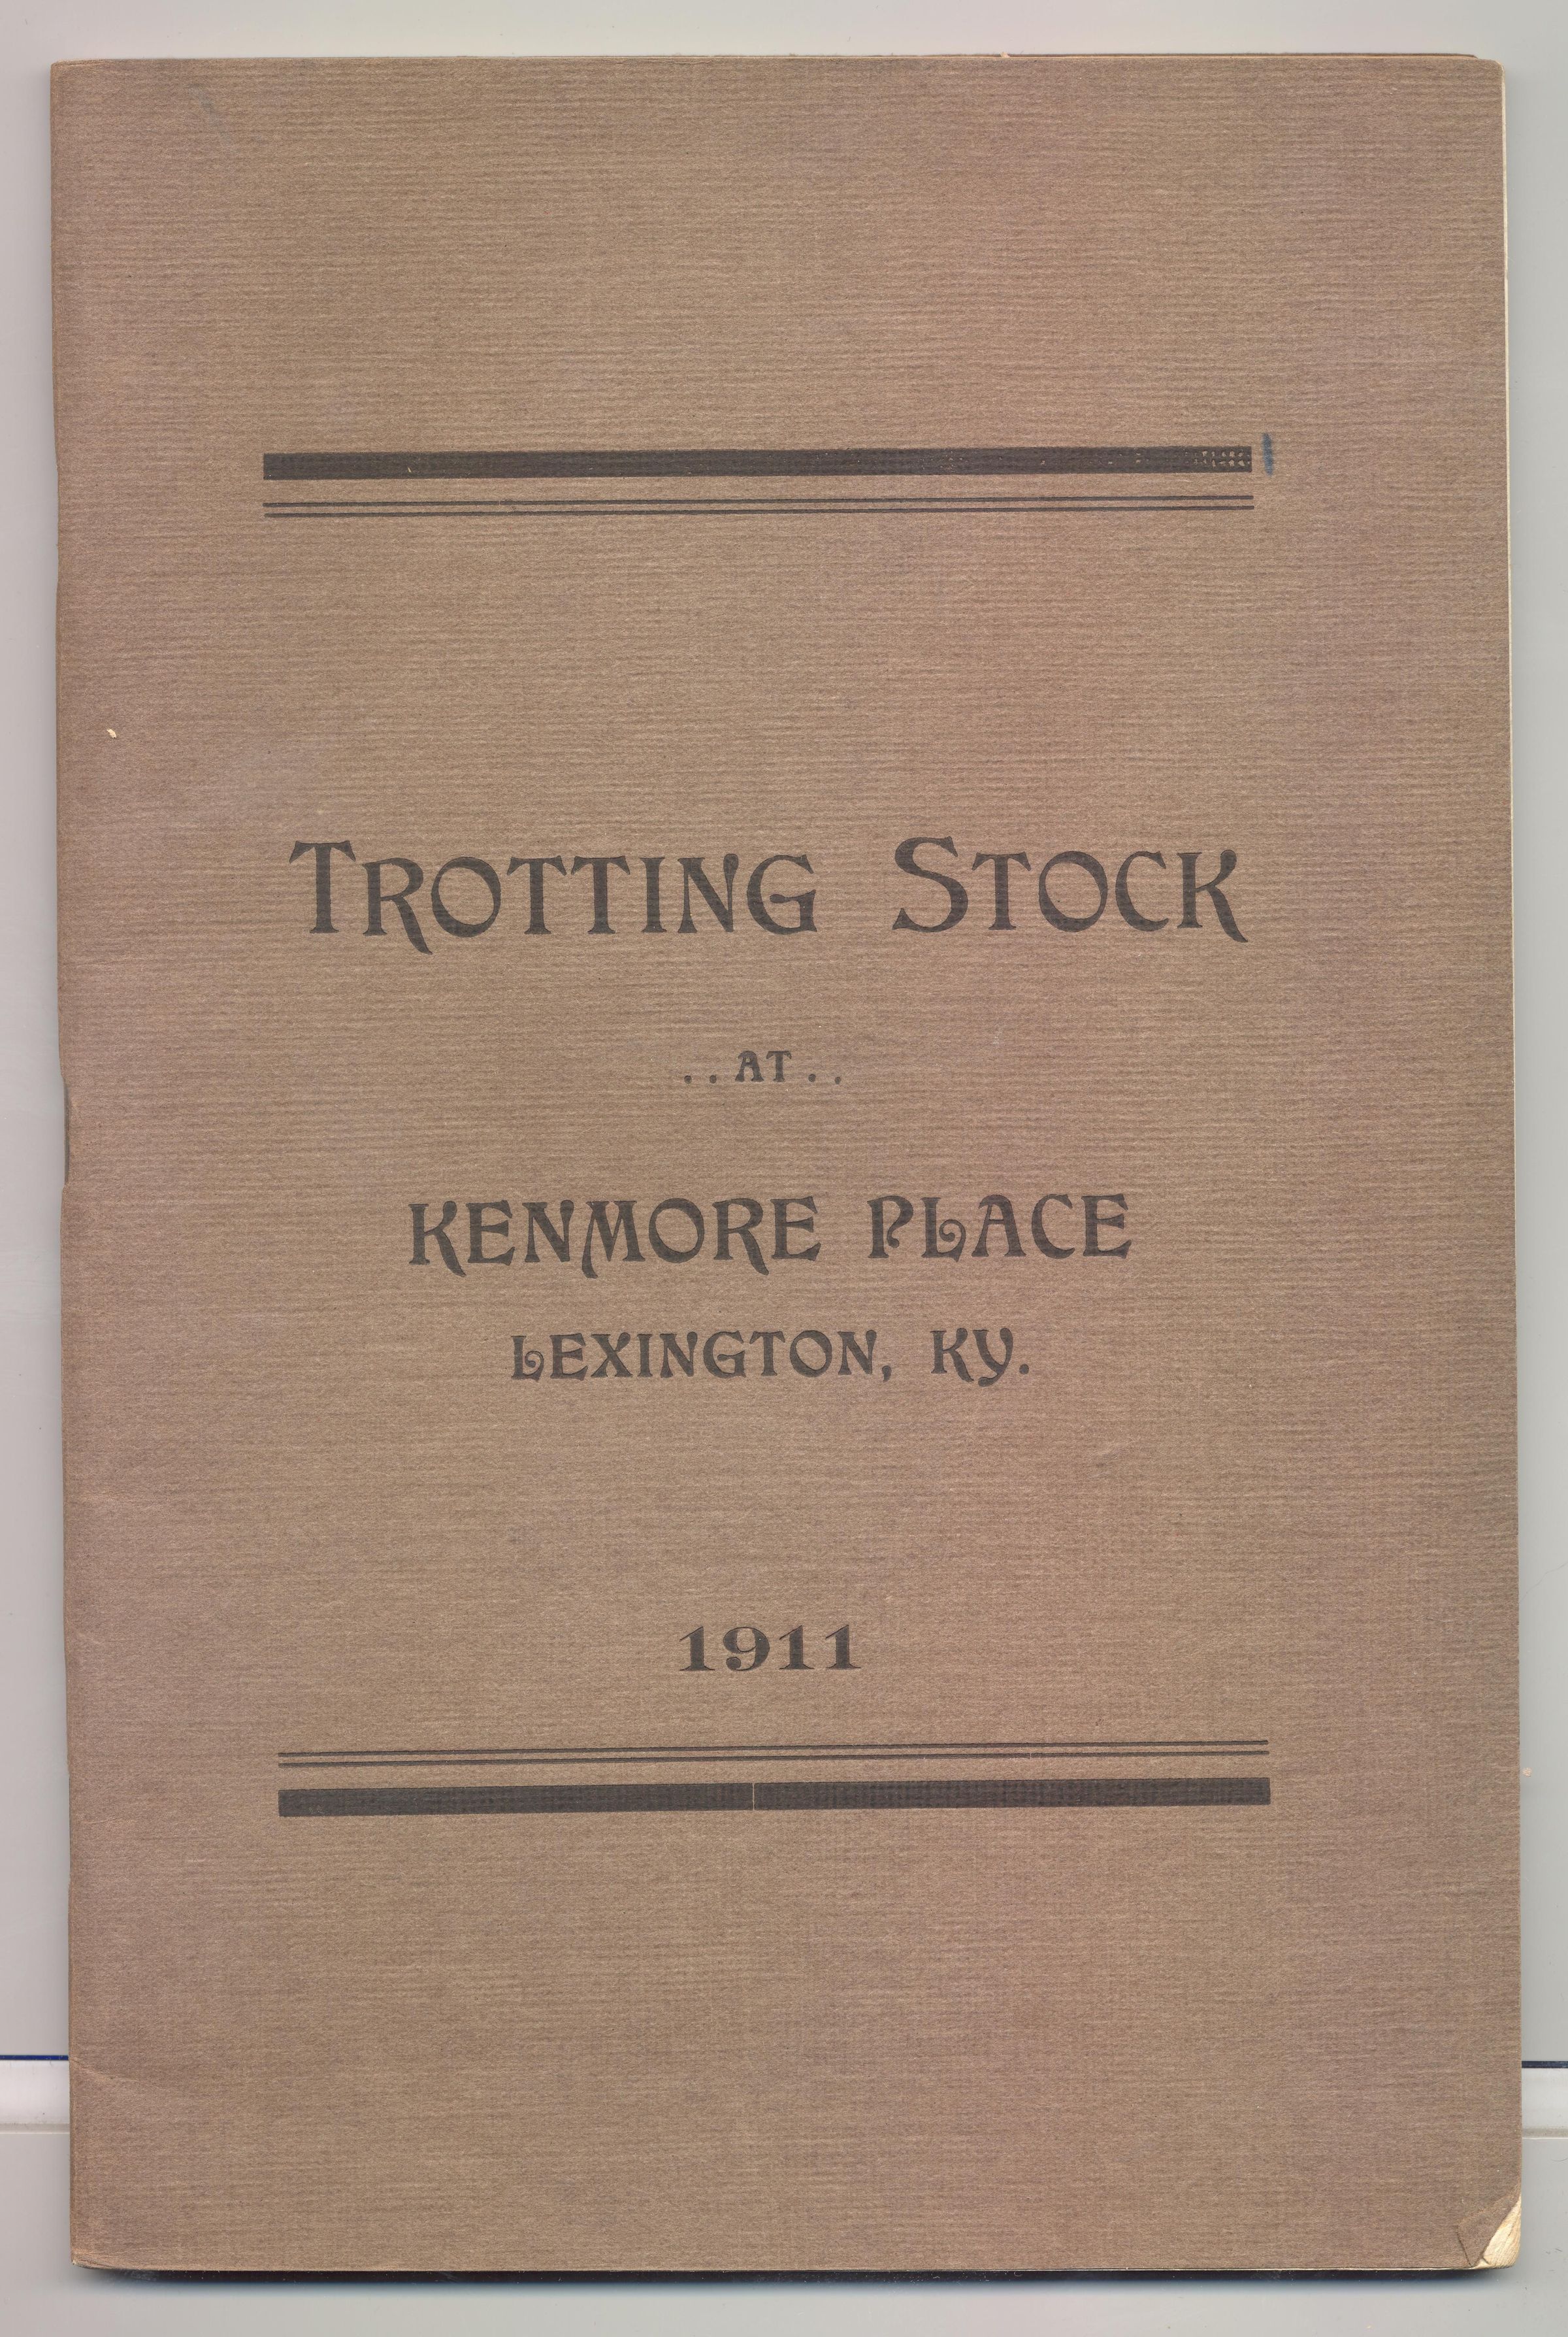 TROTTING STOCK
..AT..
KENMORE PLACE
LEXINGTON, KY.
1911